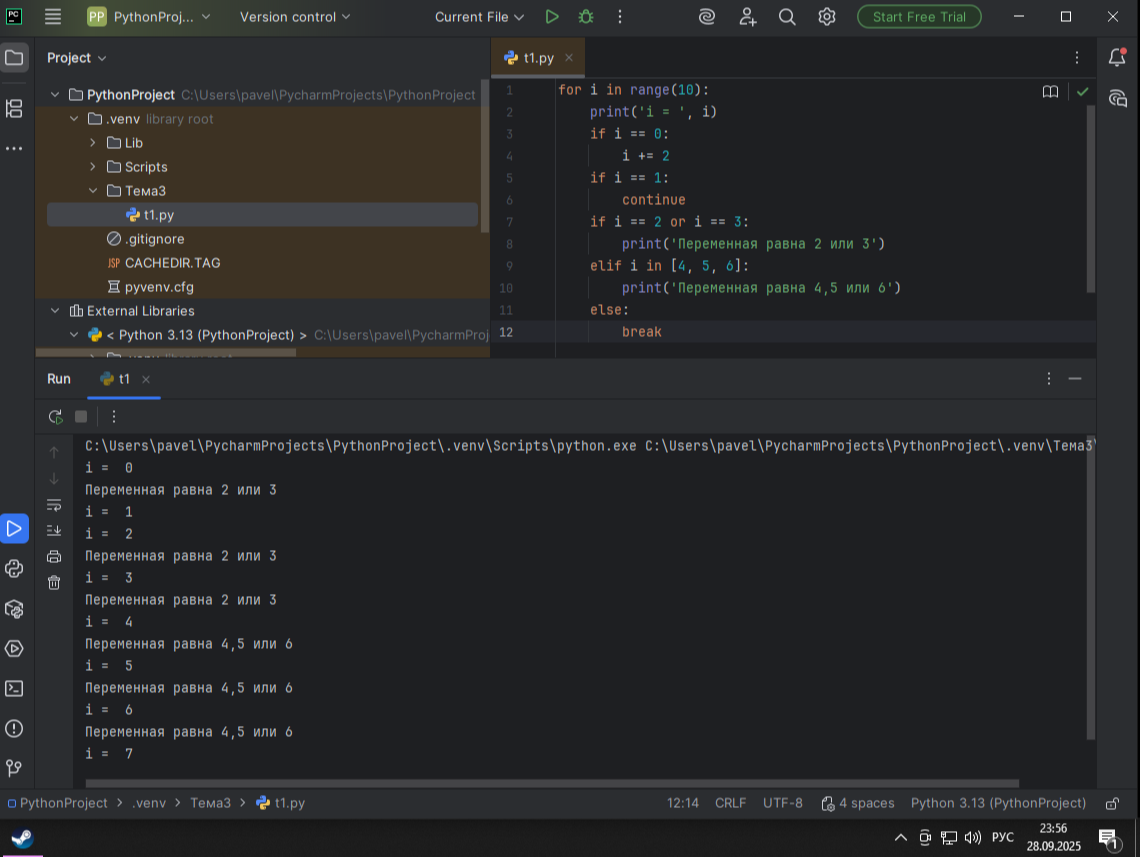 PC
PP PythonProj... Version control Current File Start Free Trial
Project
t1.py
PythonProject C:\Users\pavel\PycharmProjects\PythonProject
.venv library root
Lib
Scripts
Тема3
t1.py
.gitignore
JSP CACHEDIR.TAG
pyvenv.cfg
External Libraries
< Python 3.13 (PythonProject) > C:\Users\pavel\PycharmProj
.venv library root
1 for i in range(10):
2 print('i = ', i)
3 if i == 0:
4 i += 2
5 if i == 1:
6 continue
7 if i == 2 or i == 3:
8 print('Переменная равна 2 или 3')
9 elif i in [4, 5, 6]:
10 print('Переменная равна 4,5 или 6')
11 else:
12 break
Run t1
C:\Users\pavel\PycharmProjects\PythonProject\.venv\Scripts\python.exe C:\Users\pavel\PycharmProjects\PythonProject\.venv\Тема3\
i =  0
Переменная равна 2 или 3
i =  1
i =  2
Переменная равна 2 или 3
i =  3
Переменная равна 2 или 3
i =  4
Переменная равна 4,5 или 6
i =  5
Переменная равна 4,5 или 6
i =  6
Переменная равна 4,5 или 6
i =  7
PythonProject > .venv > Тема3 > t1.py 12:14 CRLF UTF-8 4 spaces Python 3.13 (PythonProject)
РУС 23:56
28.09.2025
1